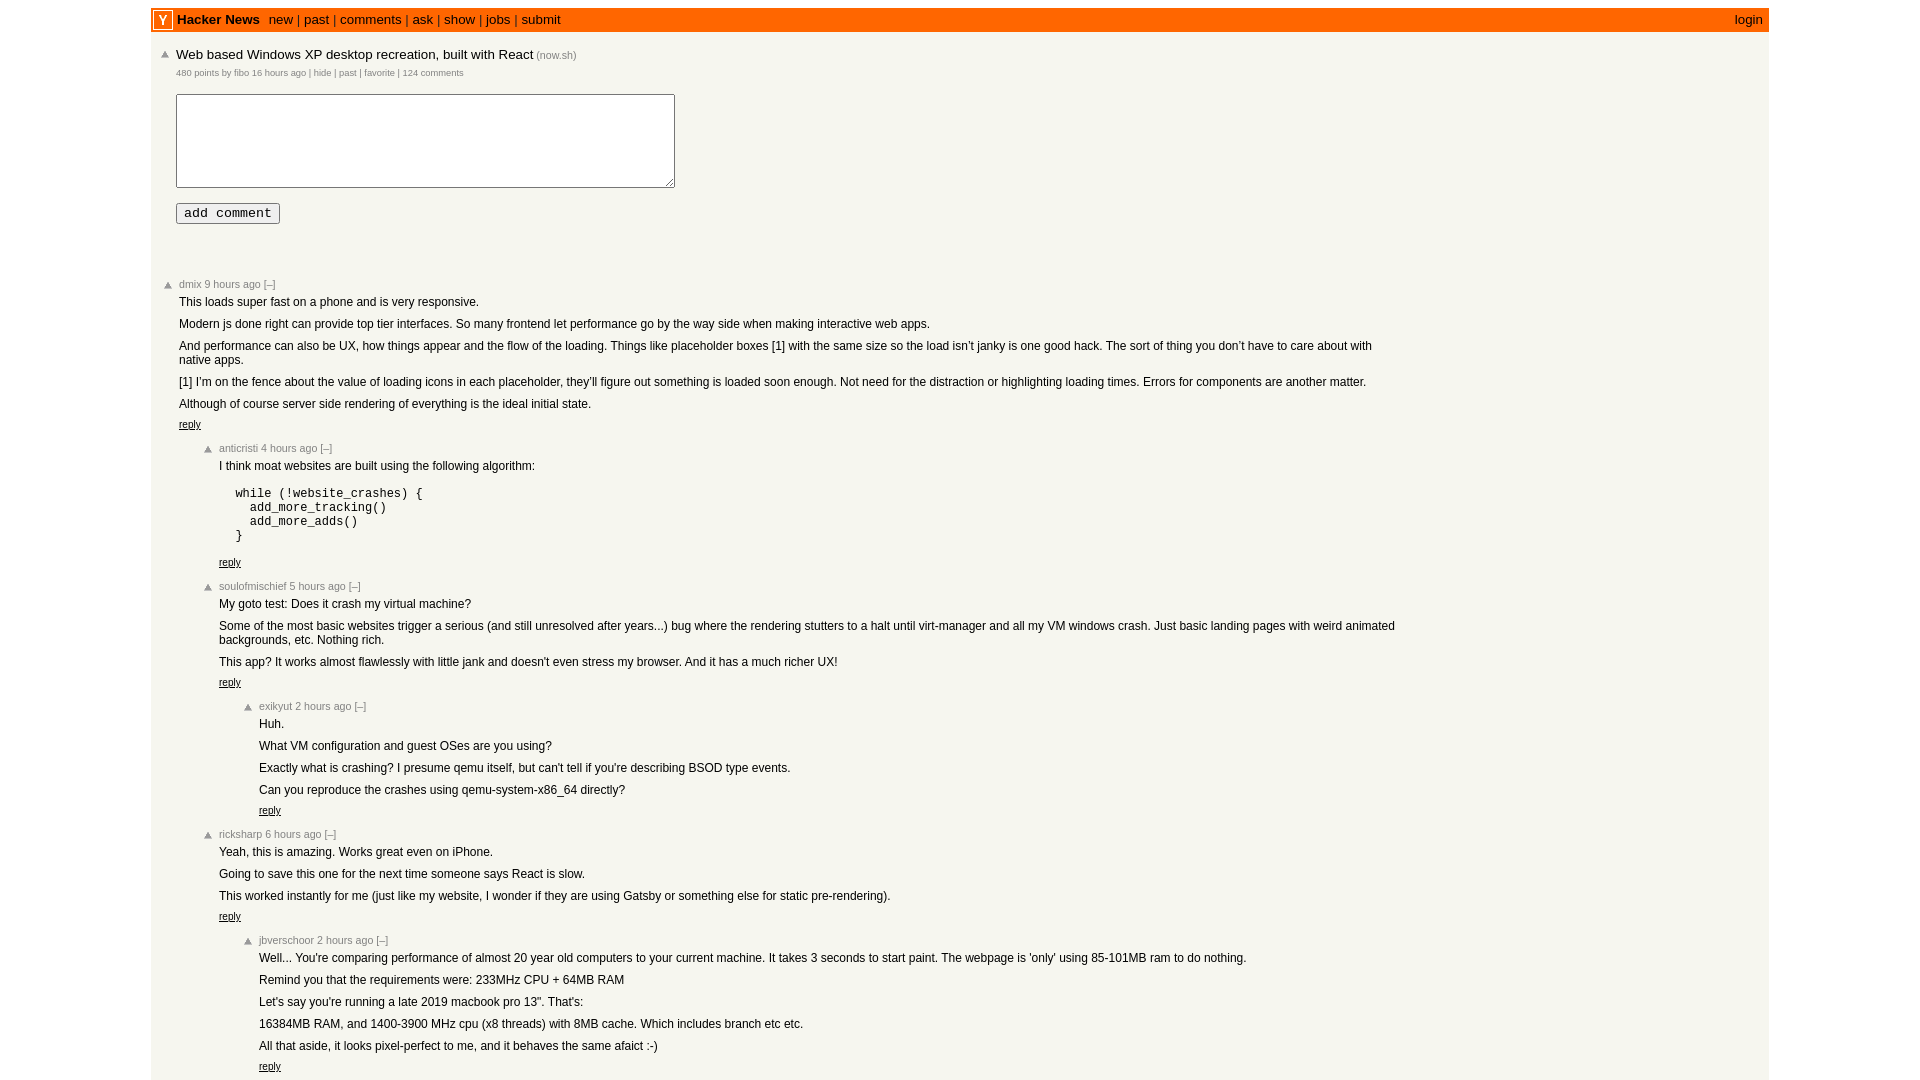 Y Hacker News new | past | comments | ask | show | jobs | submit login
Web based Windows XP desktop recreation, built with React (now.sh)
480 points by fibo 16 hours ago | hide | past | favorite | 124 comments
add comment
dmix 9 hours ago [–]
This loads super fast on a phone and is very responsive.
Modern js done right can provide top tier interfaces. So many frontend let performance go by the way side when making interactive web apps.
And performance can also be UX, how things appear and the flow of the loading. Things like placeholder boxes [1] with the same size so the load isn’t janky is one good hack. The sort of thing you don’t have to care about with
native apps.
[1] I’m on the fence about the value of loading icons in each placeholder, they’ll figure out something is loaded soon enough. Not need for the distraction or highlighting loading times. Errors for components are another matter.
Although of course server side rendering of everything is the ideal initial state.
reply
anticristi 4 hours ago [–]
I think moat websites are built using the following algorithm:
while (!website_crashes) {
add_more_tracking()
add_more_adds()
}
reply
soulofmischief 5 hours ago [–]
My goto test: Does it crash my virtual machine?
Some of the most basic websites trigger a serious (and still unresolved after years...) bug where the rendering stutters to a halt until virt-manager and all my VM windows crash. Just basic landing pages with weird animated
backgrounds, etc. Nothing rich.
This app? It works almost flawlessly with little jank and doesn't even stress my browser. And it has a much richer UX!
reply
exikyut 2 hours ago [–]
Huh.
What VM configuration and guest OSes are you using?
Exactly what is crashing? I presume qemu itself, but can't tell if you're describing BSOD type events.
Can you reproduce the crashes using qemu-system-x86_64 directly?
reply
ricksharp 6 hours ago [–]
Yeah, this is amazing. Works great even on iPhone.
Going to save this one for the next time someone says React is slow.
This worked instantly for me (just like my website, I wonder if they are using Gatsby or something else for static pre-rendering).
reply
jbverschoor 2 hours ago [–]
Well... You're comparing performance of almost 20 year old computers to your current machine. It takes 3 seconds to start paint. The webpage is 'only' using 85-101MB ram to do nothing.
Remind you that the requirements were: 233MHz CPU + 64MB RAM
Let's say you're running a late 2019 macbook pro 13". That's:
16384MB RAM, and 1400-3900 MHz cpu (x8 threads) with 8MB cache. Which includes branch etc etc.
All that aside, it looks pixel-perfect to me, and it behaves the same afaict :-)
reply